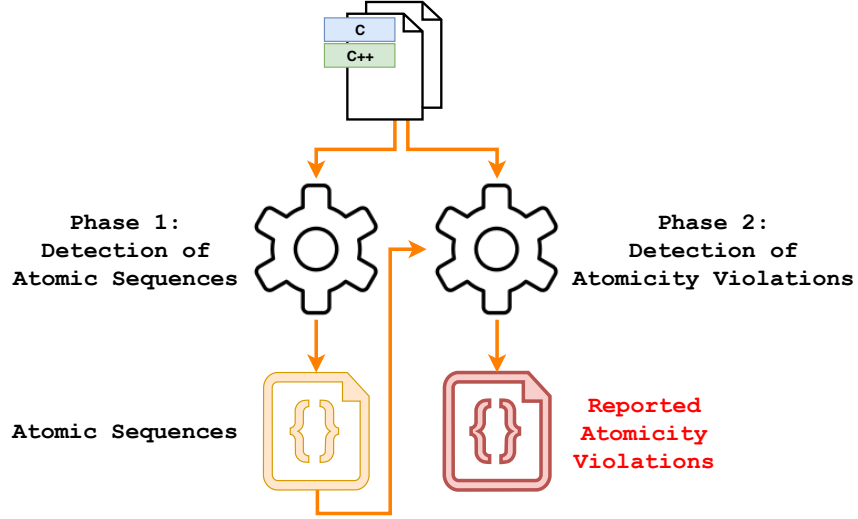 C
C++
Phase 1:
Detection of
Atomic Sequences
Phase 2:
Detection of
Atomicity Violations
Atomic Sequences
{}
{}
Reported
Atomicity
Violations